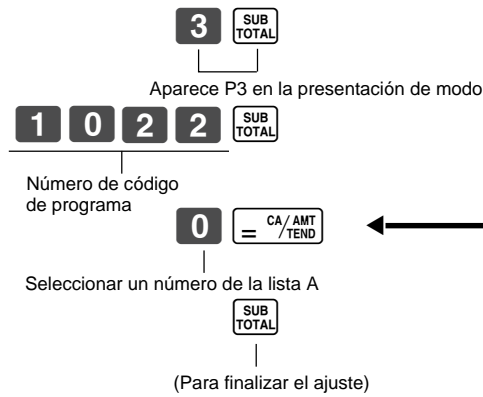 3 SUB TOTAL
Aparece P3 en la presentación de modo
1 0 2 2 SUB TOTAL
Número de código
de programa
0 = CA/AMT /TEND
Seleccionar un número de la lista A
SUB TOTAL
(Para finalizar el ajuste)